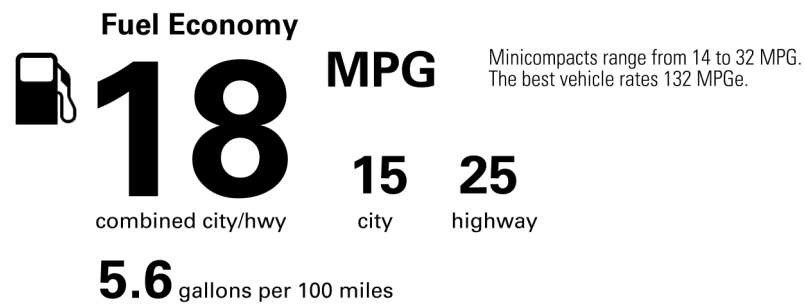 Fuel Economy
18
MPG
Minicompacts range from 14 to 32 MPG.
The best vehicle rates 132 MPGe.
15
25
combined city/hwy
city
highway
5.6 gallons per 100 miles